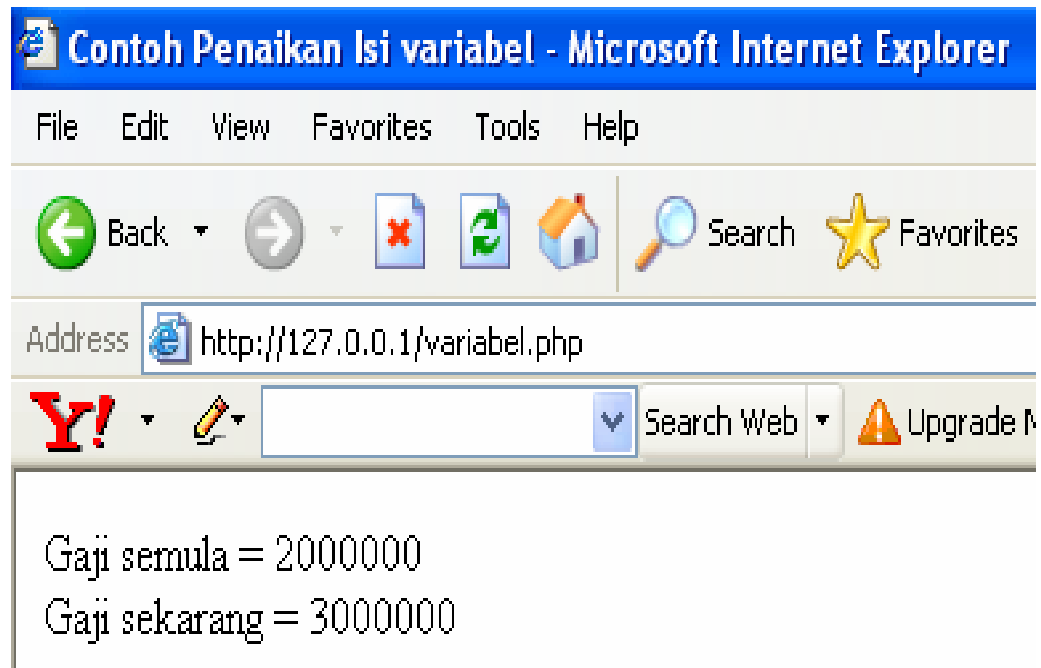 Contoh Penaikan Isi variabel - Microsoft Internet Explorer
File Edit View Favorites Tools Help
Back Search Favorites
Address http://127.0.0.1/variabel.php
Y! Search Web Upgrade
Gaji semula = 2000000
Gaji sekarang = 3000000